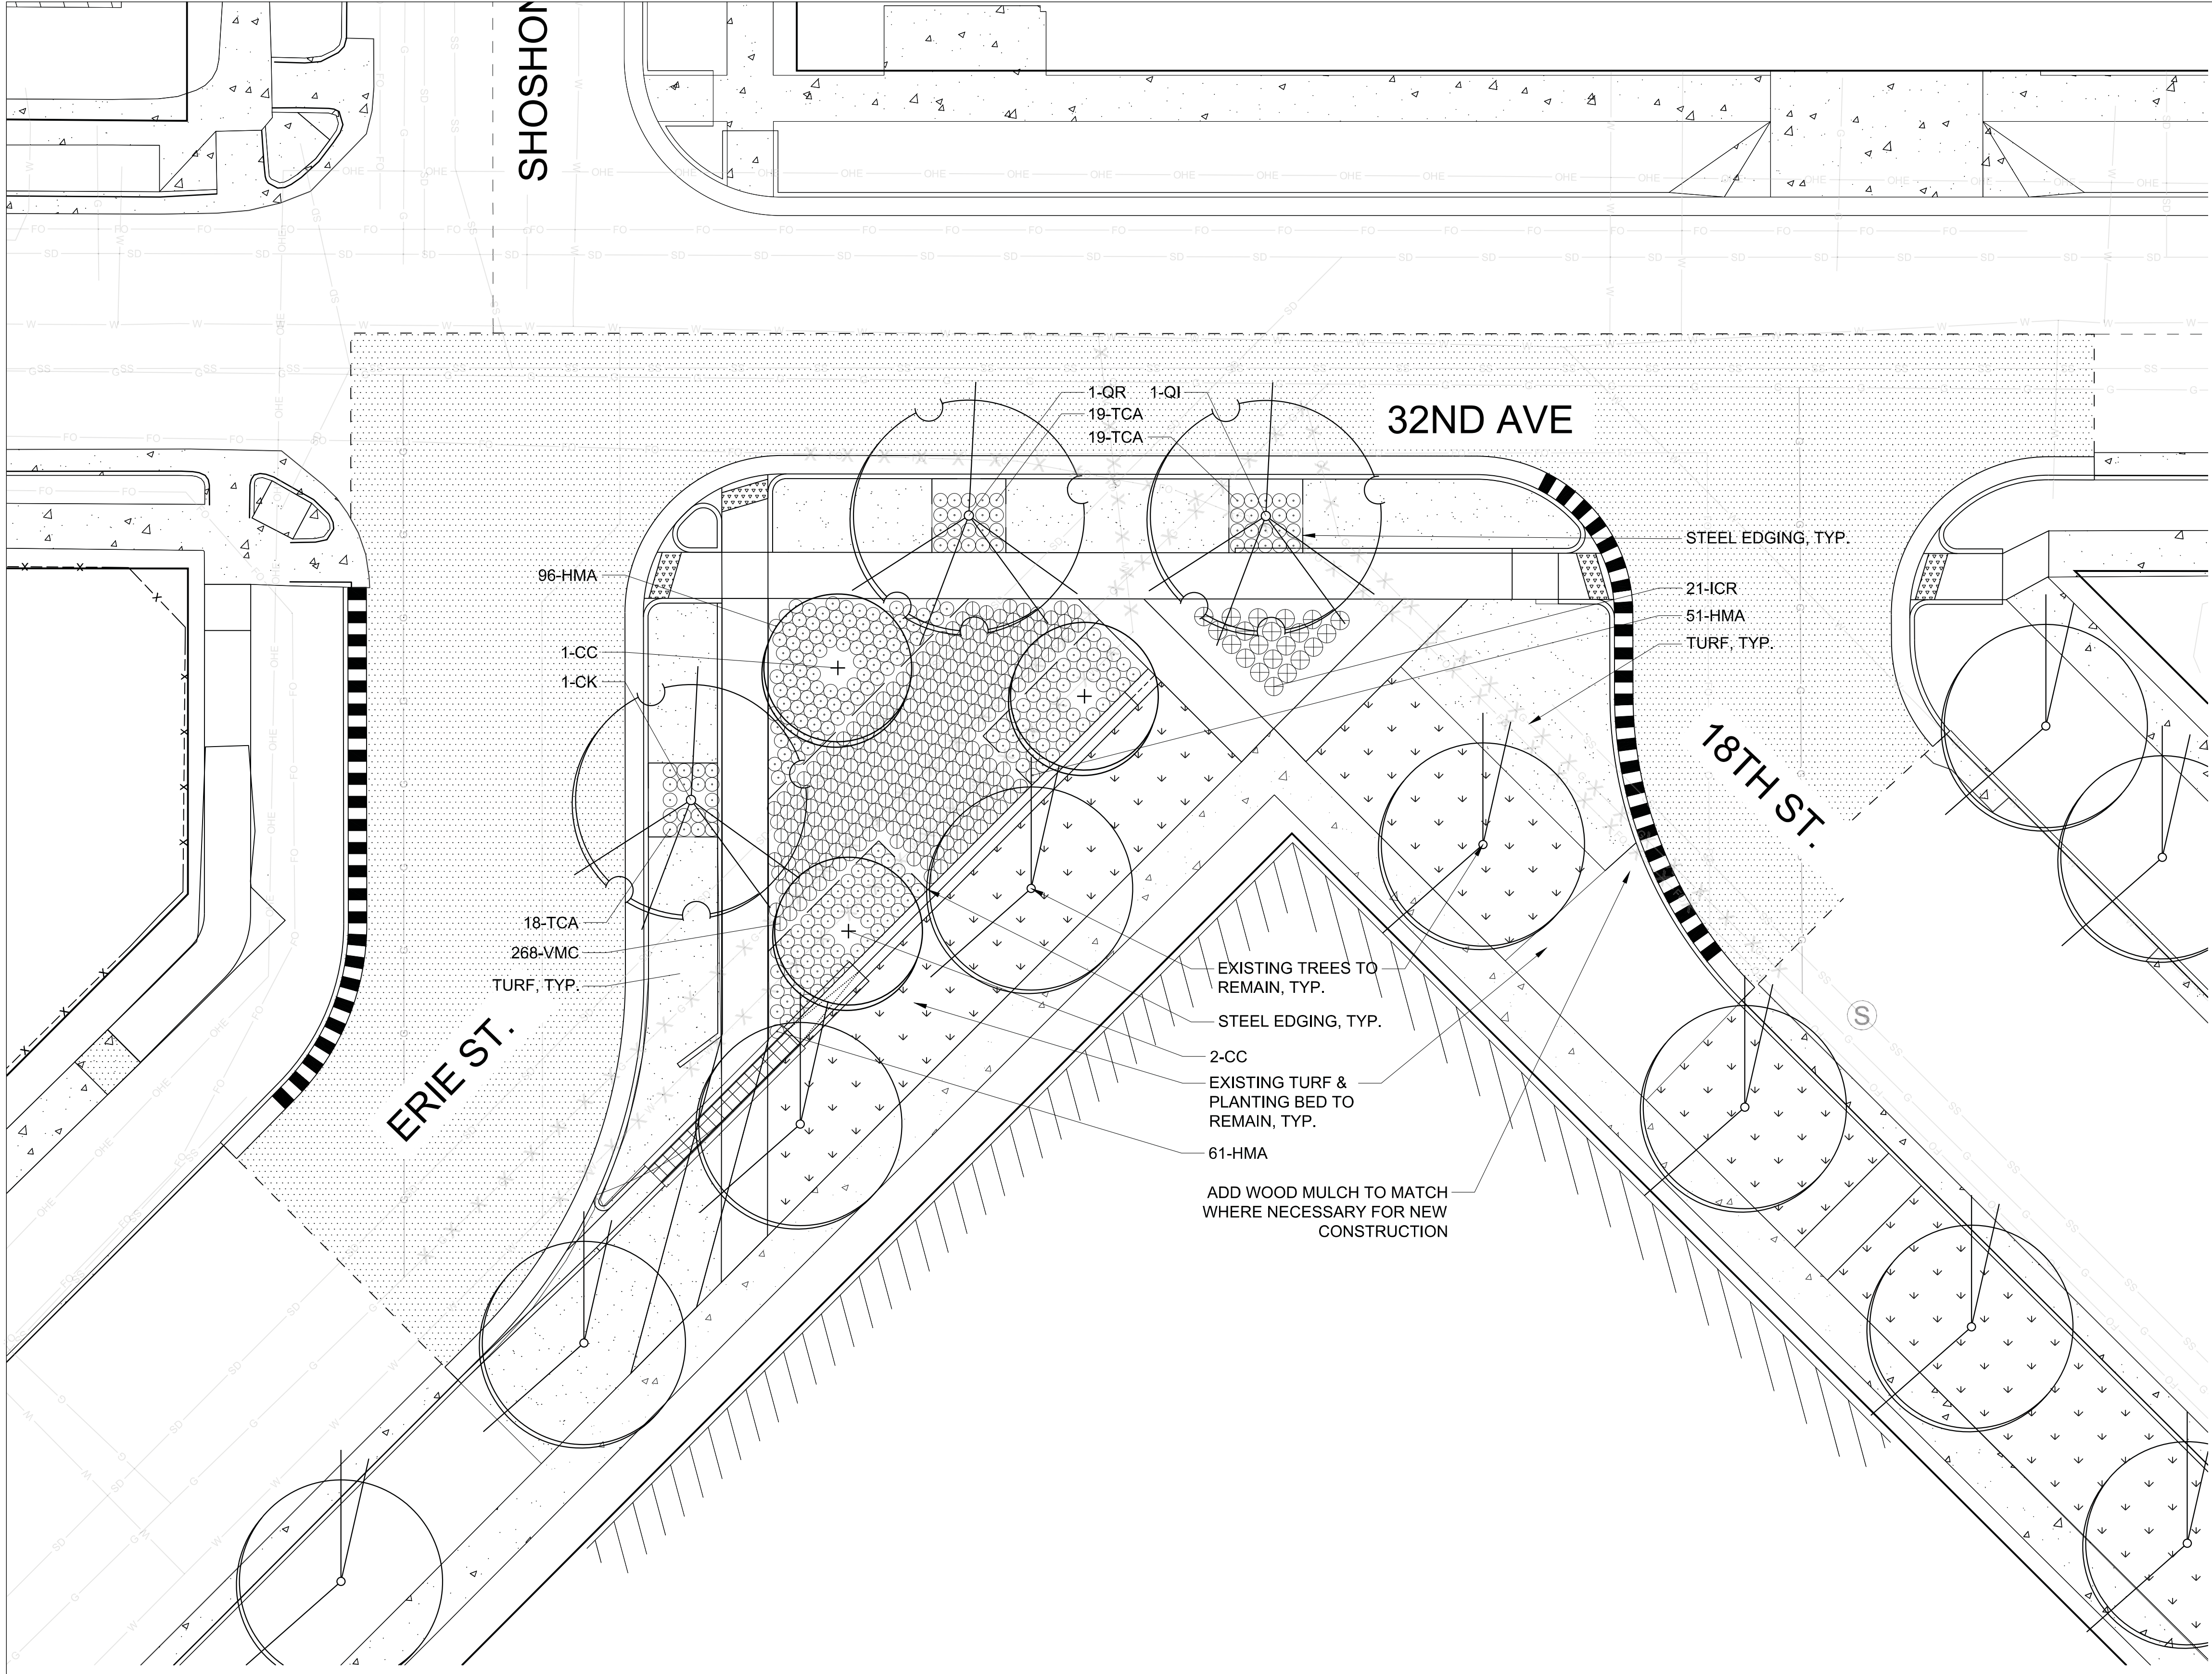 SHOSHON
1-QR
1-QI
19-TCA
19-TCA
32ND AVE
STEEL EDGING, TYP.
96-HMA
21-ICR
51-HMA
TURF, TYP.
1-CC
1-CK
18TH ST.
18-TCA
268-VMC
TURF, TYP.
EXISTING TREES TO
REMAIN, TYP.
STEEL EDGING, TYP.
S
ERIE ST.
2-CC
EXISTING TURF &
PLANTING BED TO
REMAIN, TYP.
61-HMA
ADD WOOD MULCH TO MATCH
WHERE NECESSARY FOR NEW
CONSTRUCTION